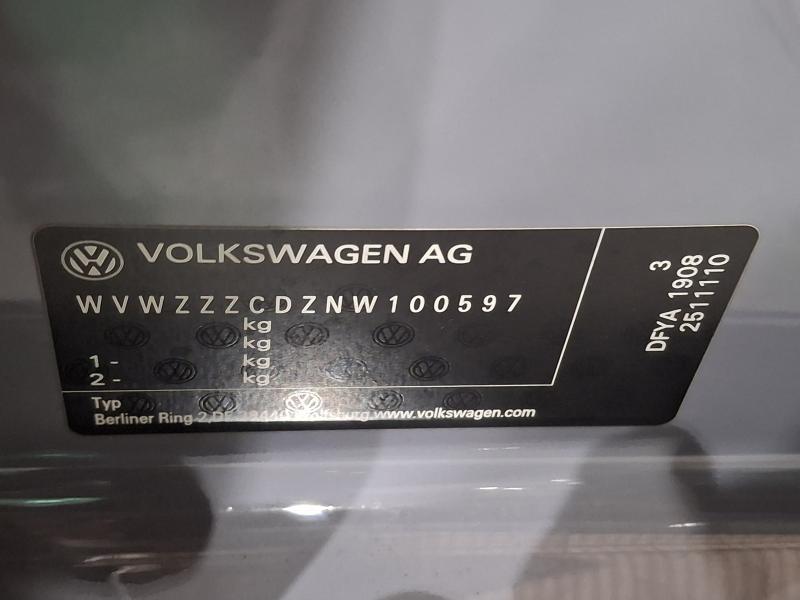 VOLKSWAGEN AG
WVWZZZCDZNW100597
kg
kg
1 - kg
2 - kg
Typ
Berliner Ring 2, www.volkswagen.com
3
DFYA 1908
2511110